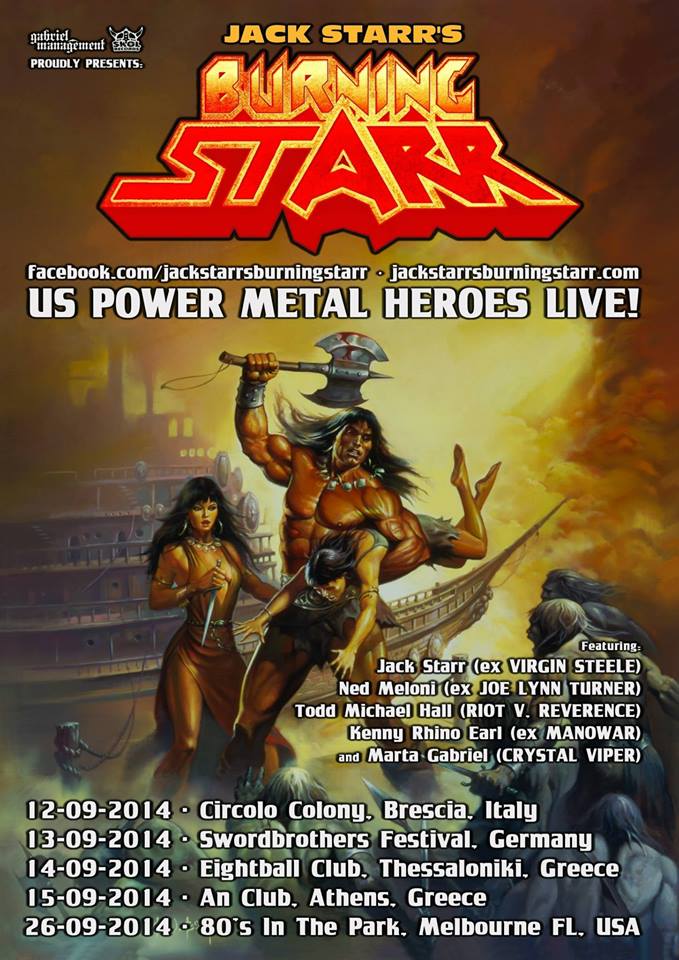 gabriel
management
SKOL
RECORDS
PROUDLY PRESENTS:
JACK STARR'S
BURNING
STARR
facebook.com/jackstarrsburningstarr · jackstarrsburningstarr.com
US POWER METAL HEROES LIVE!
Featuring:
Jack Starr (ex VIRGIN STEELE)
Ned Meloni (ex JOE LYNN TURNER)
Todd Michael Hall (RIOT V, REVERENCE)
Kenny Rhino Earl (ex MANOWAR)
and Marta Gabriel (CRYSTAL VIPER)
12-09-2014 · Circolo Colony, Brescia, Italy
13-09-2014 · Swordbrothers Festival, Germany
14-09-2014 · Eightball Club, Thessaloniki, Greece
15-09-2014 · An Club, Athens, Greece
26-09-2014 · 80's In The Park, Melbourne FL, USA